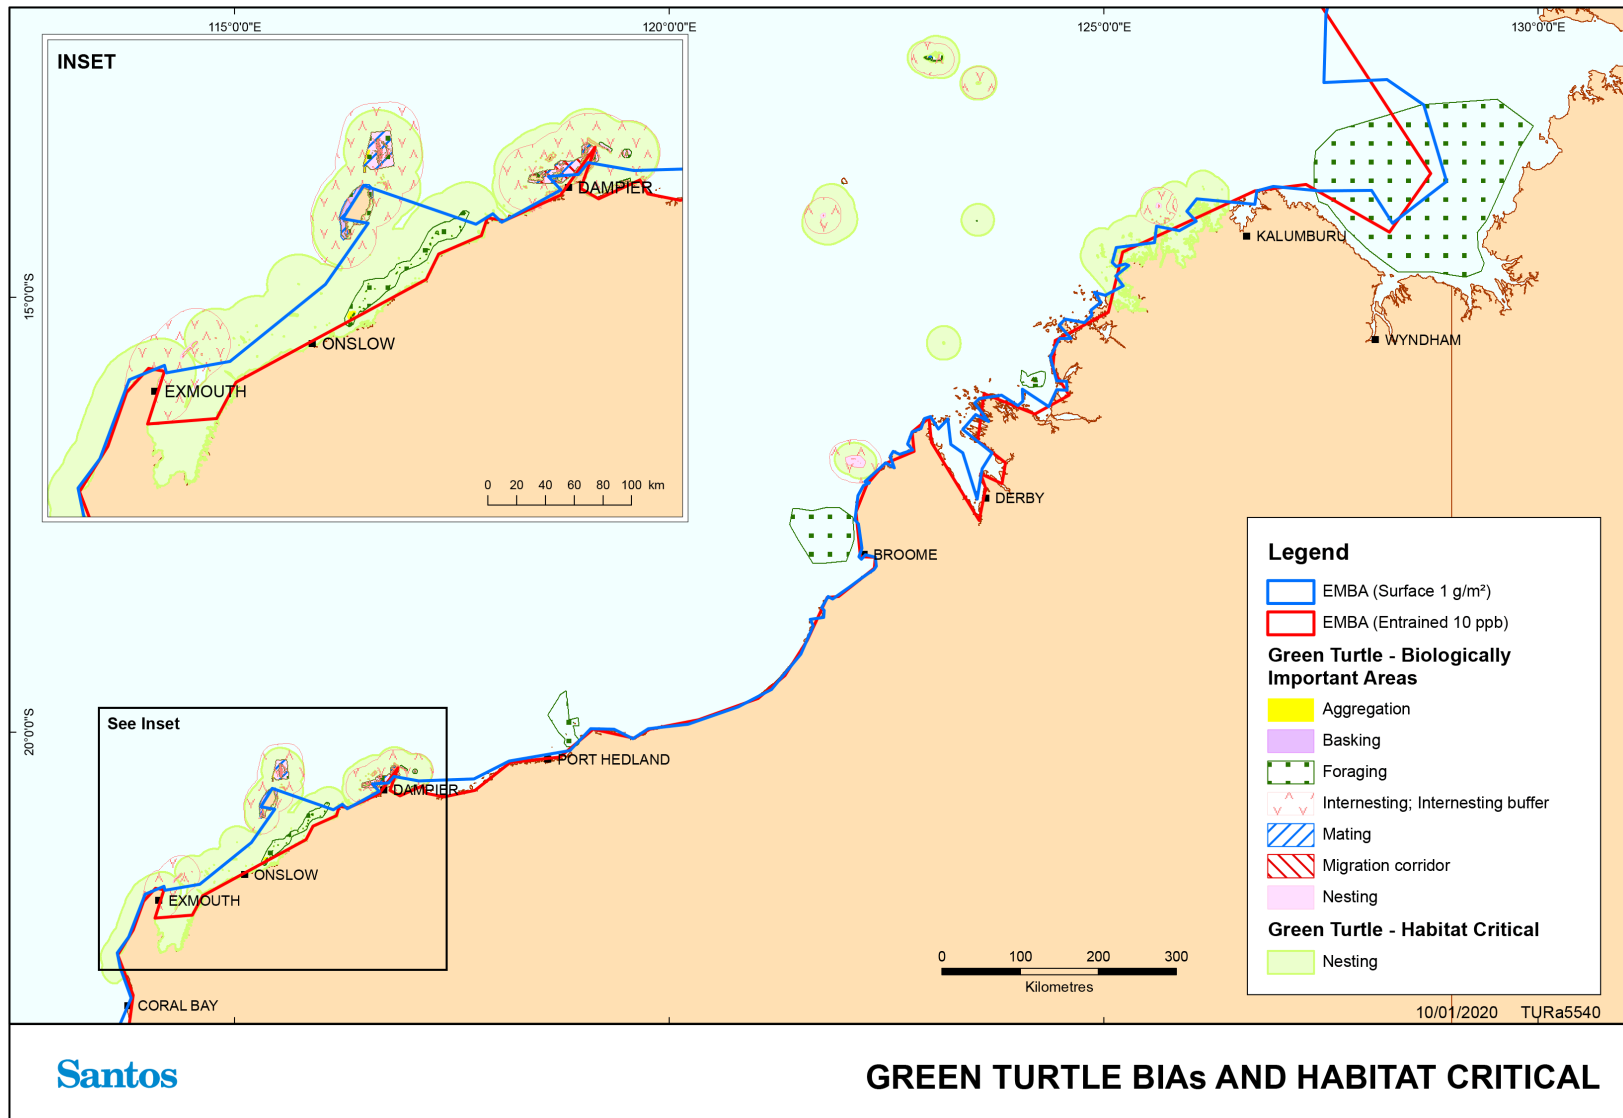 115°0'0"E
120°0'0"E
125°0'0"E
130°0'0"E
INSET
DAMPIER
ONSLOW
EXMOUTH
0 20 40 60 80 100 km
15°0'0"S
KALUMBURU
WYNDHAM
DERBY
BROOME
20°0'0"S
See Inset
PORT HEDLAND
DAMPIER
ONSLOW
EXMOUTH
CORAL BAY
0 100 200 300
Kilometres
Legend
EMBA (Surface 1 g/m²)
EMBA (Entrained 10 ppb)
Green Turtle - Biologically
Important Areas
Aggregation
Basking
Foraging
Internesting; Internesting buffer
Mating
Migration corridor
Nesting
Green Turtle - Habitat Critical
Nesting
10/01/2020 TURa5540
Santos
GREEN TURTLE BIAs AND HABITAT CRITICAL